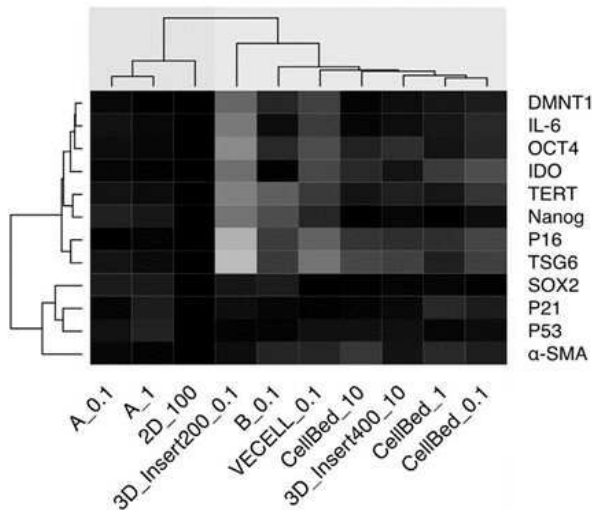 DMNT1
IL-6
OCT4
IDO
TERT
Nanog
P16
TSG6
SOX2
P21
P53
α-SMA
A_0.1
A_1
2D_100
3D_Insert200_0.1
B_0.1
VECELL_0.1
CellBed_10
3D_Insert400_10
CellBed_1
CellBed_0.1